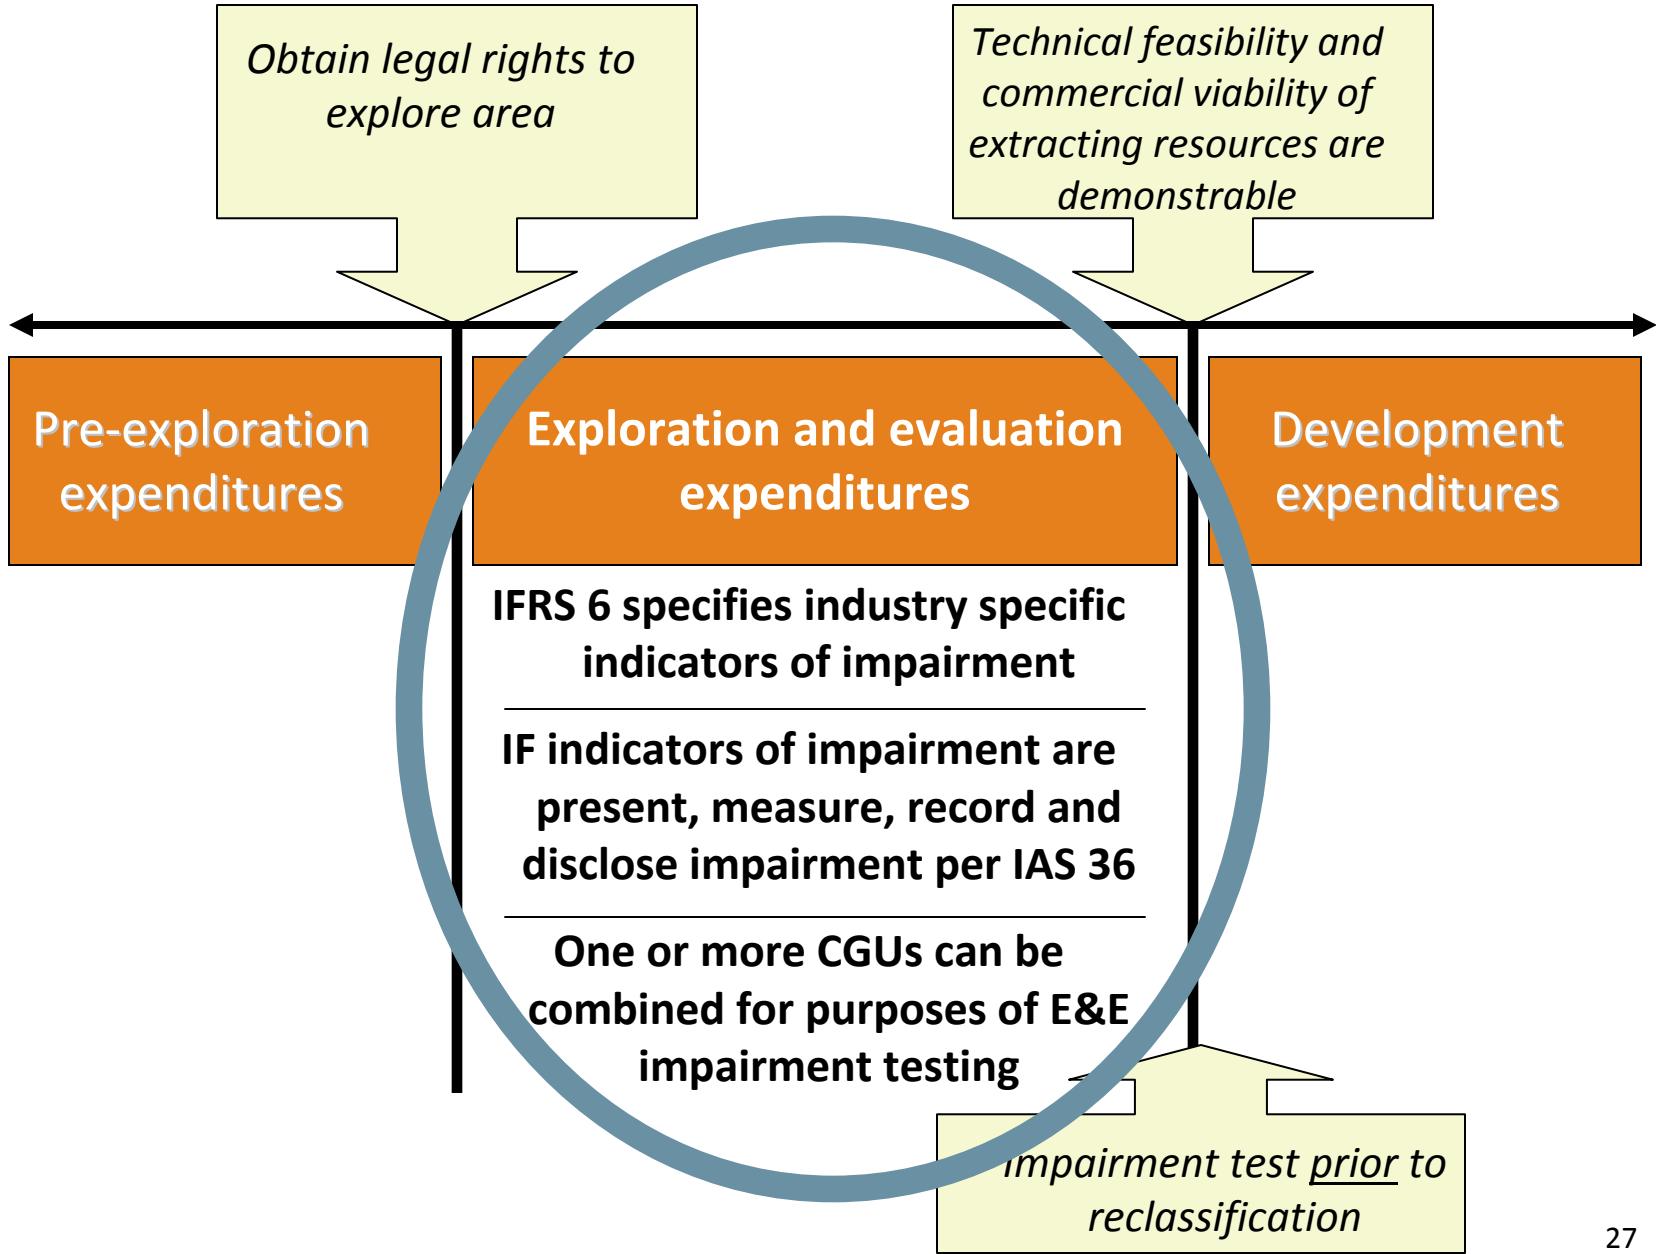 Obtain legal rights to
explore area
Technical feasibility and
commercial viability of
extracting resources are
demonstrable
Pre-exploration
expenditures
Exploration and evaluation
expenditures
Development
expenditures
IFRS 6 specifies industry specific
indicators of impairment
IF indicators of impairment are
present, measure, record and
disclose impairment per IAS 36
One or more CGUs can be
combined for purposes of E&E
impairment testing
Impairment test prior to
reclassification
27